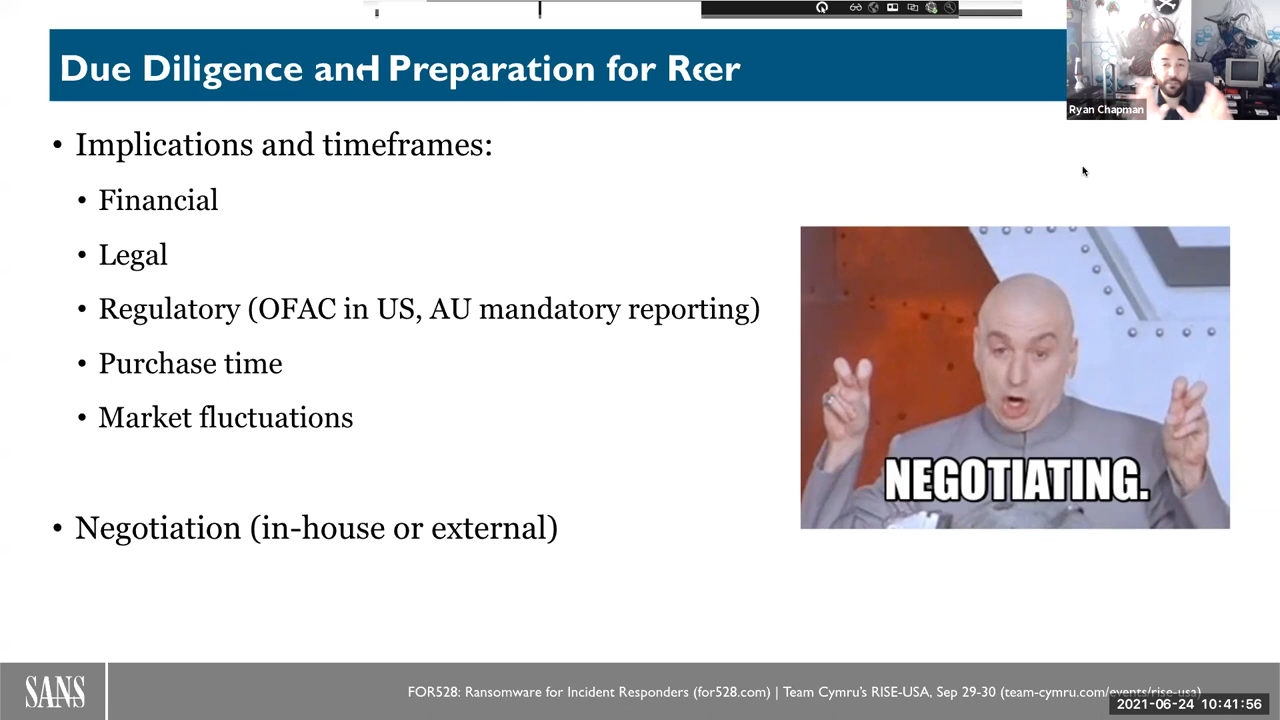 Due Diligence and Preparation for
Ryan Chapman
• Implications and timeframes:
• Financial
• Legal
• Regulatory (OFAC in US, AU mandatory reporting)
• Purchase time
• Market fluctuations
NEGOTIATING.
• Negotiation (in-house or external)
SANS
FOR528: Ransomware for Incident Responders (for528.com) | Team Cymru's RISE-USA, Sep 29-30 (team-cymru.com/events/rise-usa)
2021-06-24 10:41:56